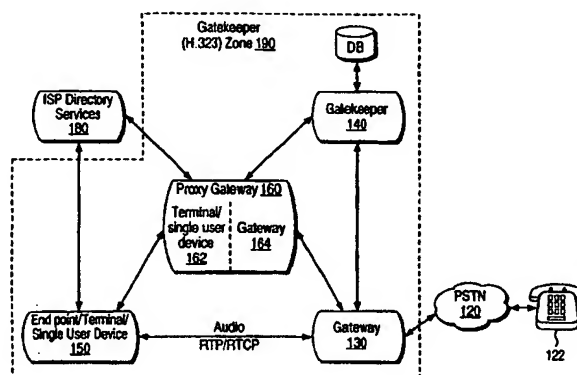 Gatekeeper
(H.323) Zone 190
DB
ISP Directory
Services
180
Gatekeeper
140
Proxy Gateway 160
Terminal/
single user
device
162
Gateway
164
End point/Terminal/
Single User Device
150
Audio
RTP/RTCP
Gateway
130
PSTN
120
122